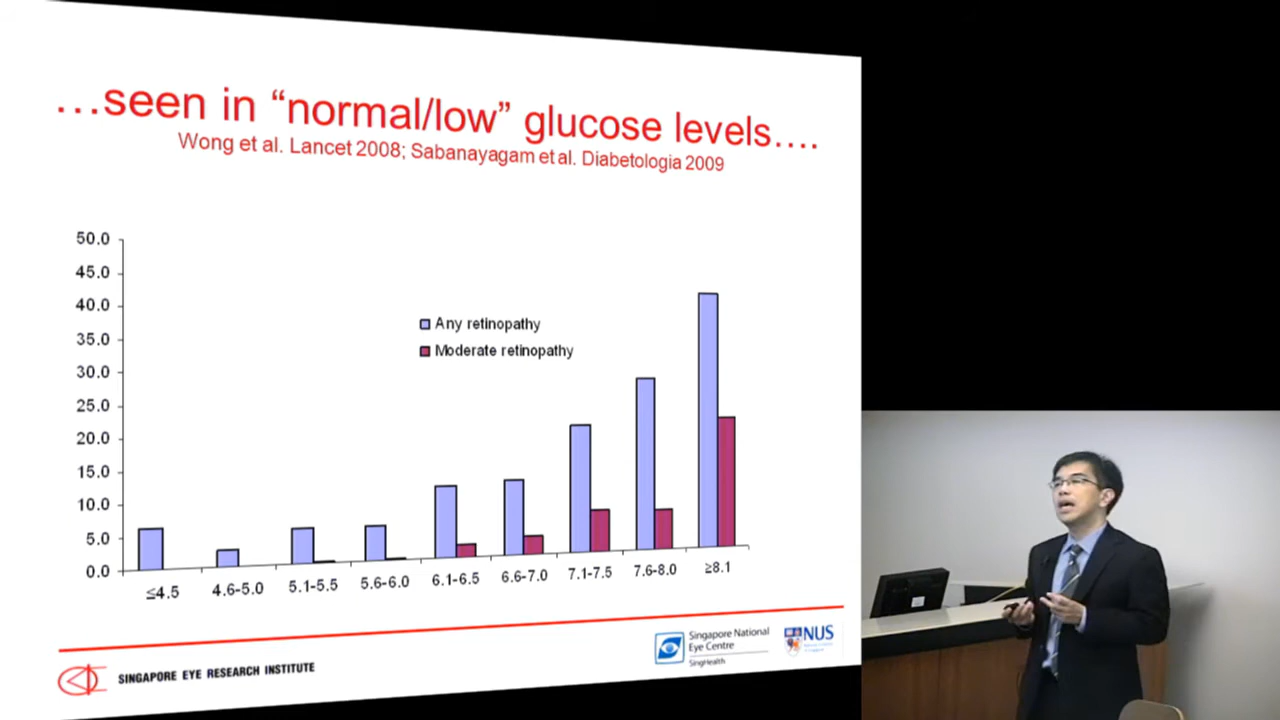 …seen in “normal/low” glucose levels….
Wong et al. Lancet 2008; Sabanayagam et al. Diabetologia 2009
50.0
45.0
40.0
35.0
30.0
25.0
20.0
15.0
10.0
5.0
0.0
Any retinopathy
Moderate retinopathy
≤4.5 4.6-5.0 5.1-5.5 5.6-6.0 6.1-6.5 6.6-7.0 7.1-7.5 7.6-8.0 ≥8.1
SINGAPORE EYE RESEARCH INSTITUTE
Singapore National
Eye Centre
SingHealth
NUS